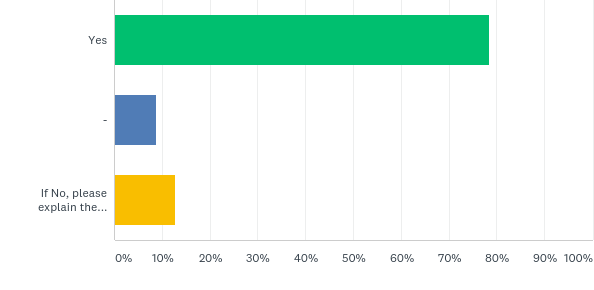 Yes
-
If No, please
explain the...
0% 10% 20% 30% 40% 50% 60% 70% 80% 90% 100%